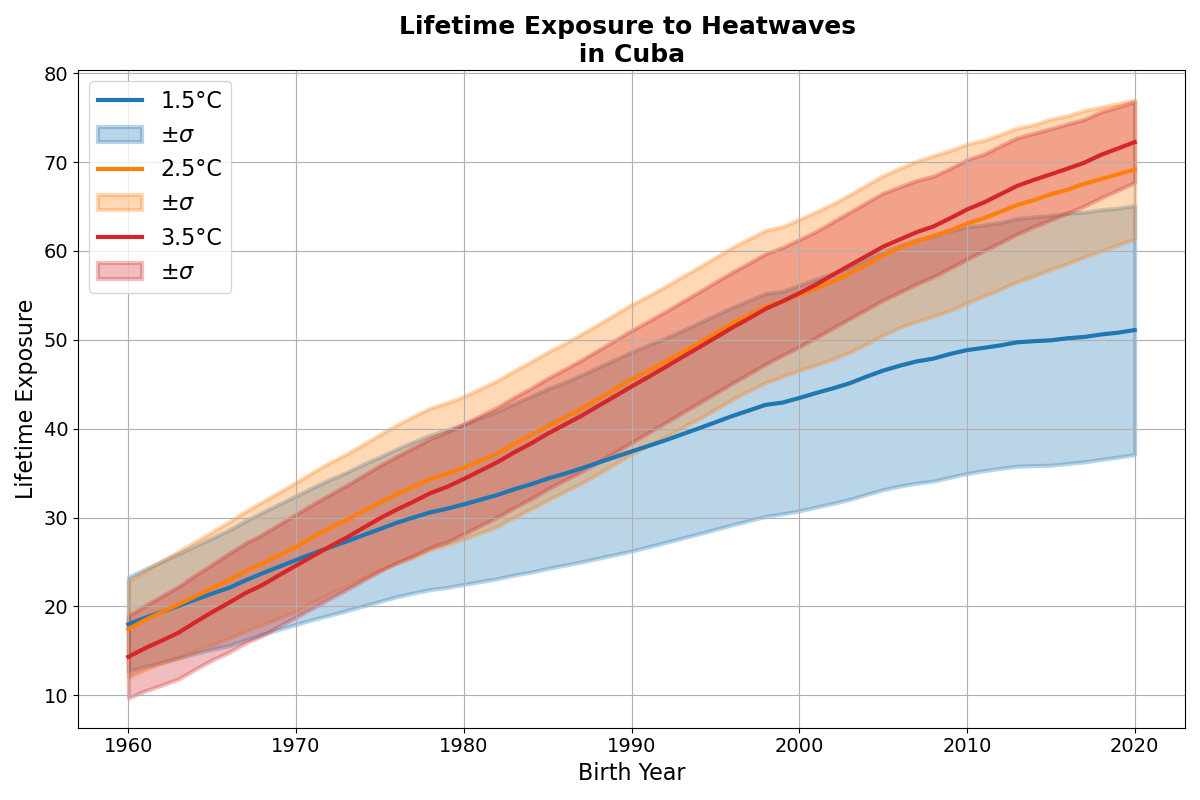 Lifetime Exposure to Heatwaves
in Cuba
80
70
60
50
40
30
20
10
Lifetime Exposure
1.5°C
±σ
2.5°C
±σ
3.5°C
±σ
1960 1970 1980 1990 2000 2010 2020
Birth Year